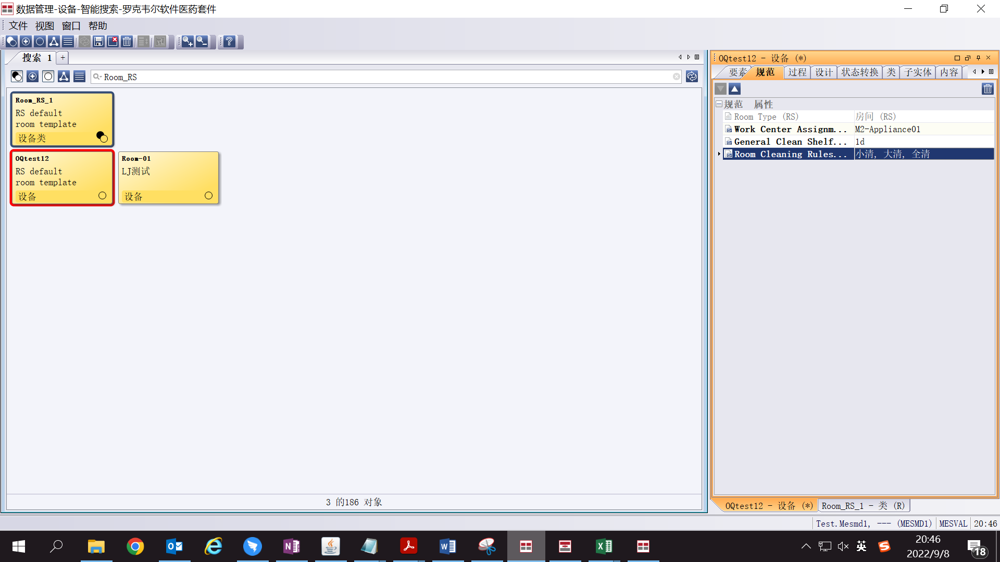 数据管理-设备-智能搜索-罗克韦尔软件医药套件
文件 视图 窗口 帮助
搜索 1 +
Room_RS
Room_RS_1
RS default
room template
设备类
OQtest12
RS default
room template
设备
Room-01
LJ测试
设备
3 的186 对象
OQtest12 - 设备 (*)
要素 规范 过程 设计 状态转换 类 子实体 内容
规范 属性
Room Type (RS) 房间 (RS)
Work Center Assignm... M2-Appliance01
General Clean Shelf... 1d
Room Cleaning Rules... 小清, 大清, 全清
OQtest12 - 设备 (*) Room_RS_1 - 类 (R)
Test.Mesmd1, --- (MESMD1) MESVAL 20:46
英
20:46
2022/9/8
18